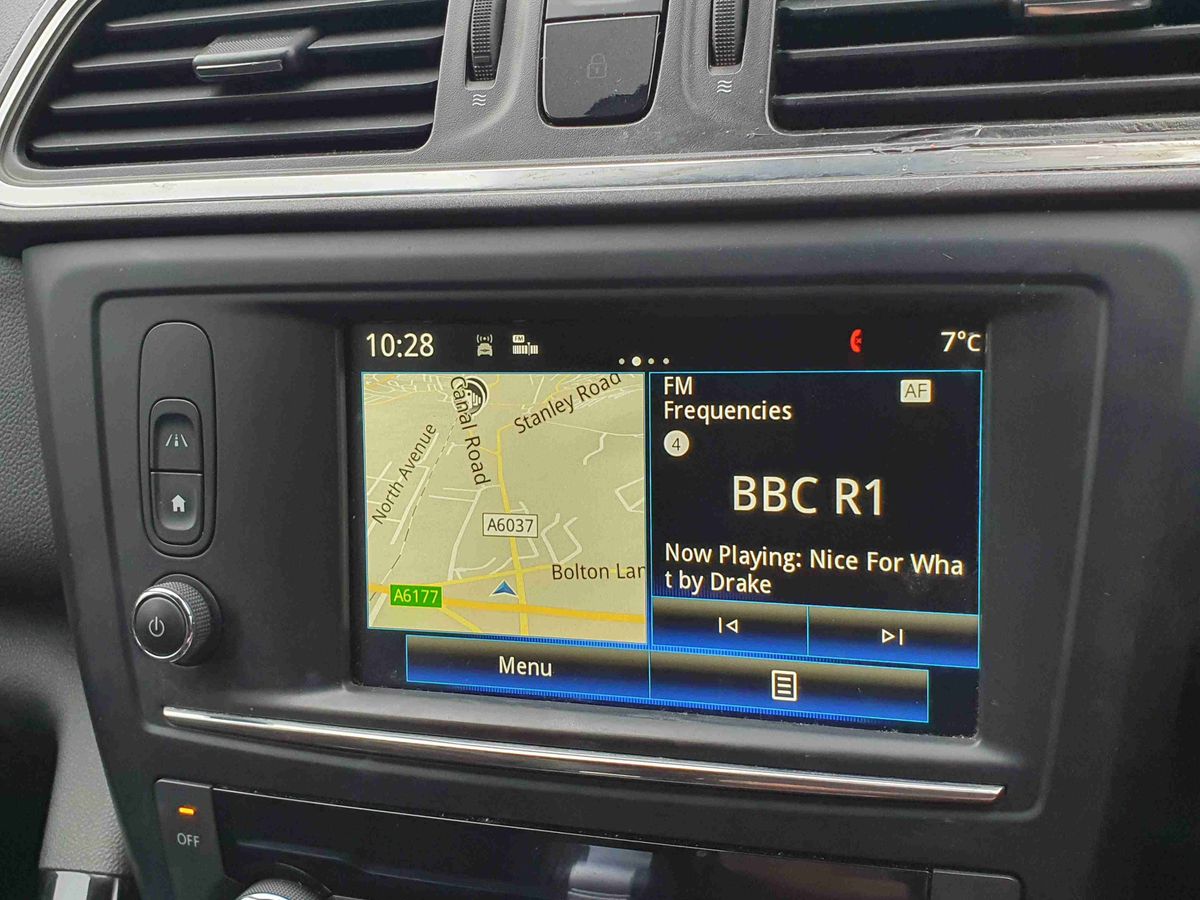 10:28
FM
7°C
Canal Road
Stanley Road
North Avenue
A6037
Bolton Lan
A6177
FM
Frequencies
AF
4
BBC R1
Now Playing: Nice For Wha
t by Drake
Menu
OFF